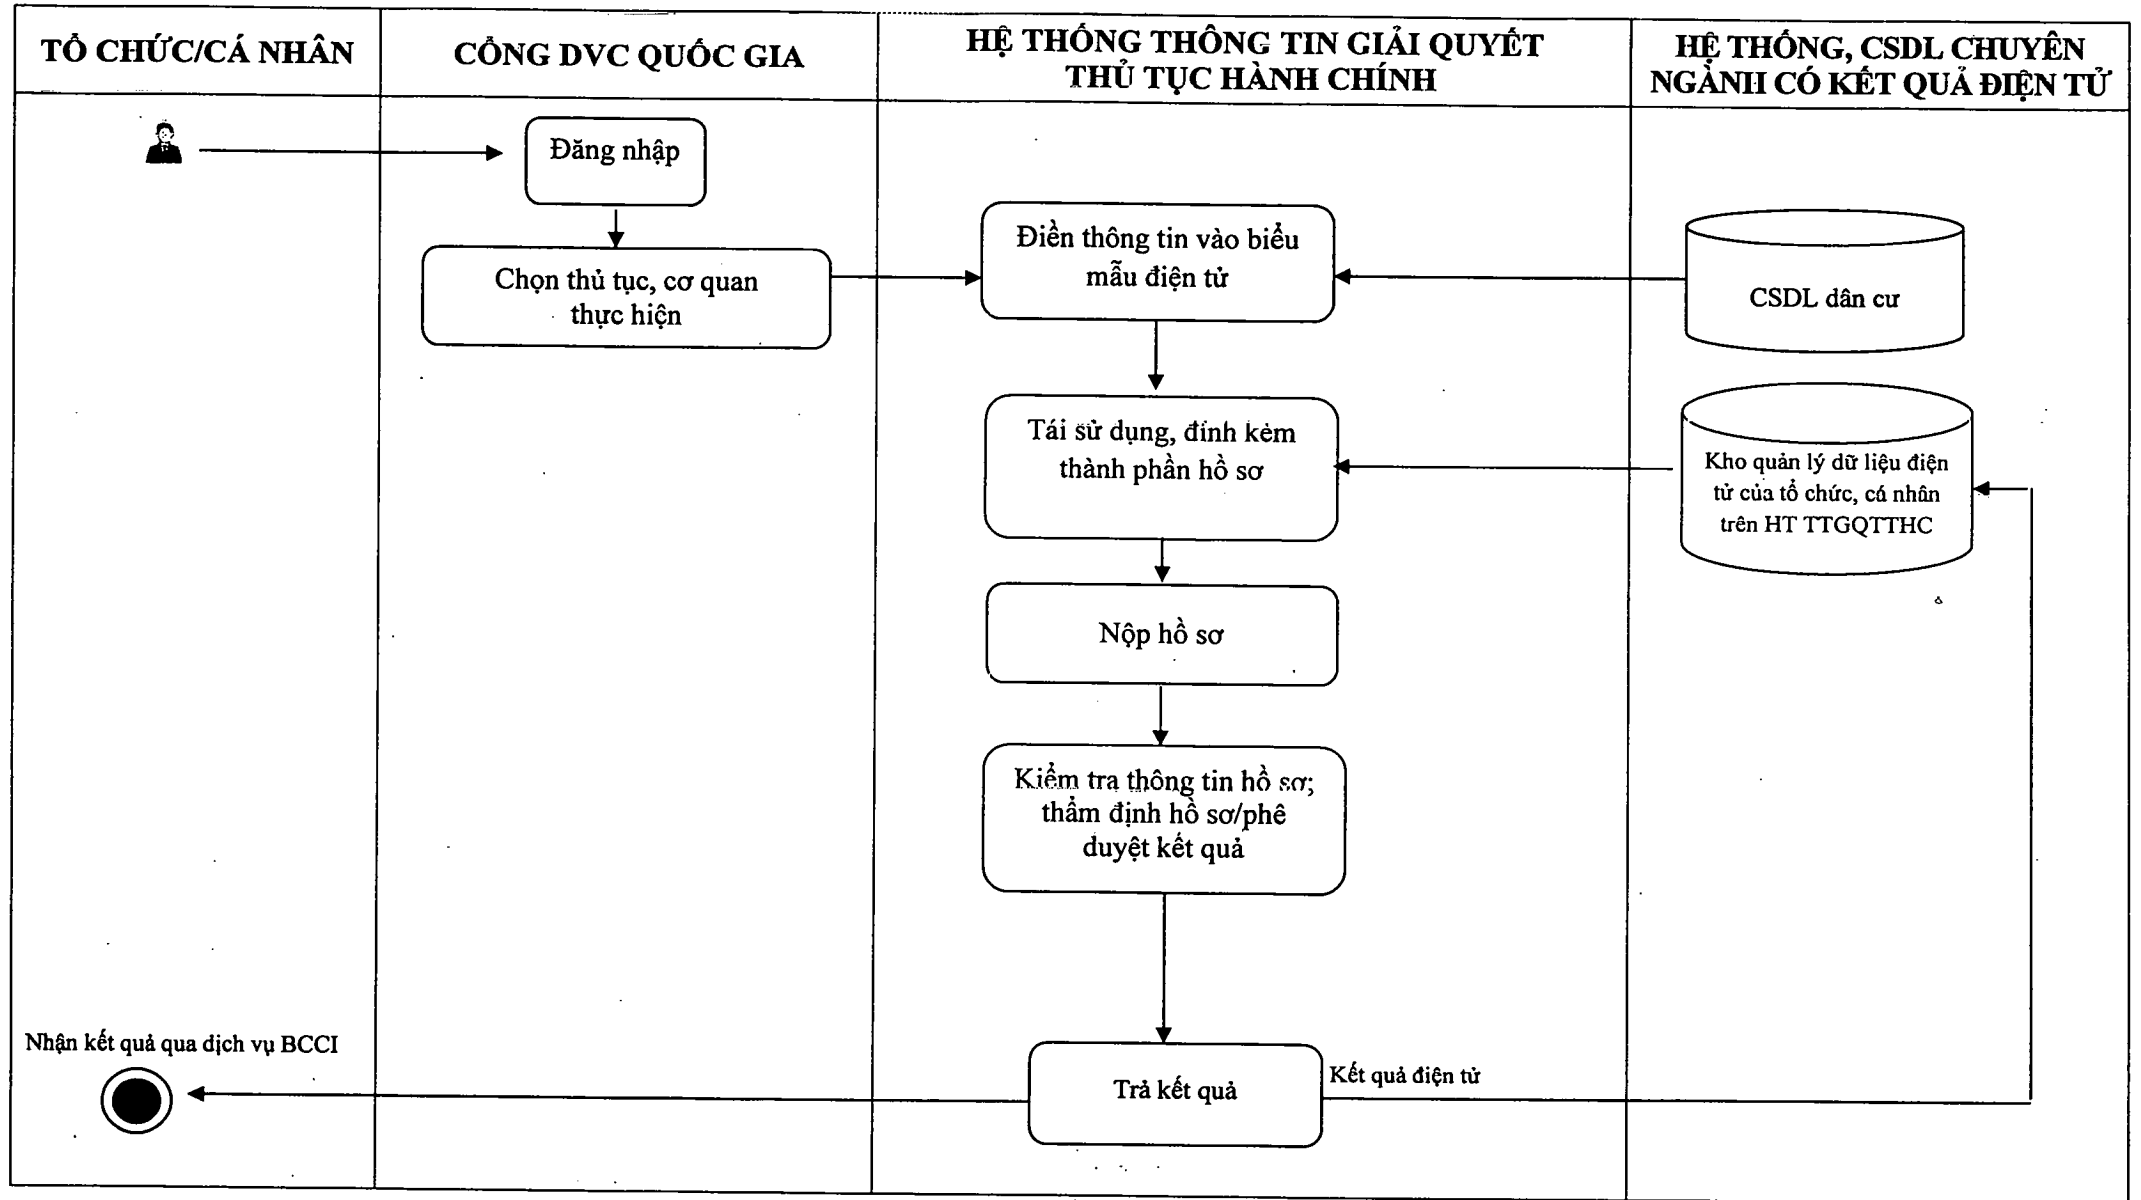 TỔ CHỨC/CÁ NHÂN
CỔNG DVC QUỐC GIA
HỆ THỐNG THÔNG TIN GIẢI QUYẾT
THỦ TỤC HÀNH CHÍNH
HỆ THỐNG, CSDL CHUYÊN
NGÀNH CÓ KẾT QUẢ ĐIỆN TỬ
Đăng nhập
Chọn thủ tục, cơ quan
thực hiện
Điền thông tin vào biểu
mẫu điện tử
CSDL dân cư
Tái sử dụng, đính kèm
thành phần hồ sơ
Kho quản lý dữ liệu điện
tử của tổ chức, cá nhân
trên HT TTGQTTHC
Nộp hồ sơ
Kiểm tra thông tin hồ sơ;
thẩm định hồ sơ/phê
duyệt kết quả
Nhận kết quả qua dịch vụ BCCI
Trả kết quả
Kết quả điện tử